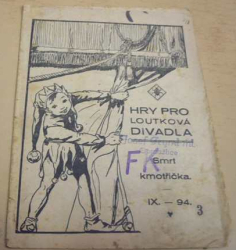 HRY PRO
LOUTKOVÁ
DIVADLA
FK
Smrt
kmotřička.
IX. — 94.
3